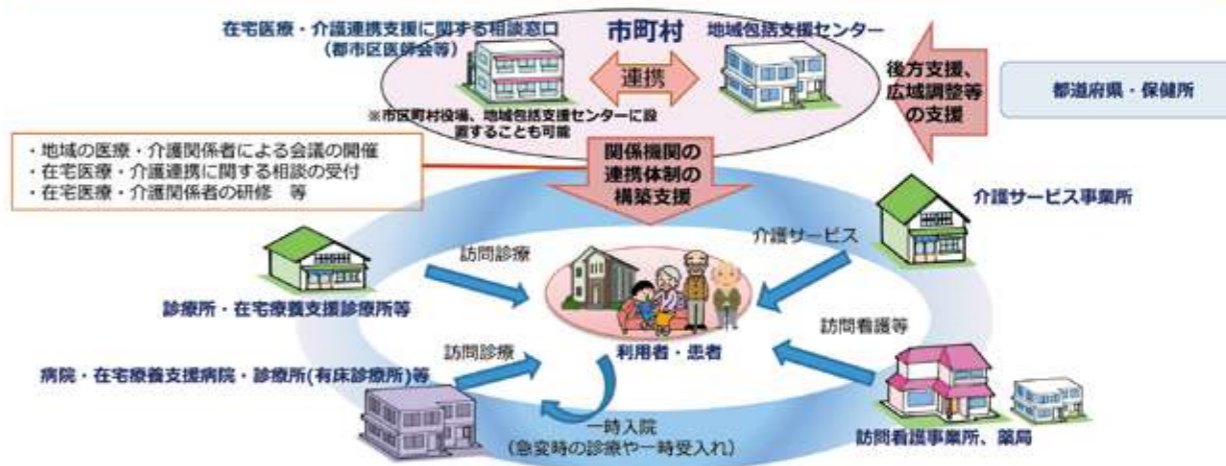 在宅医療・介護連携支援に関する相談窓口
（郡市区医師会等）
市町村
地域包括支援センター
連携
※市区町村役場、地域包括支援センターに設
置することも可能
後方支援、
広域調整等
の支援
都道府県・保健所
・地域の医療・介護関係者による会議の開催
・在宅医療・介護連携に関する相談の受付
・在宅医療・介護関係者の研修　等
関係機関の
連携体制の
構築支援
介護サービス事業所
訪問診療
介護サービス
診療所・在宅療養支援診療所等
利用者・患者
訪問看護等
訪問診療
病院・在宅療養支援病院・診療所(有床診療所)等
一時入院
（急変時の診療や一時受入れ）
訪問看護事業所、薬局